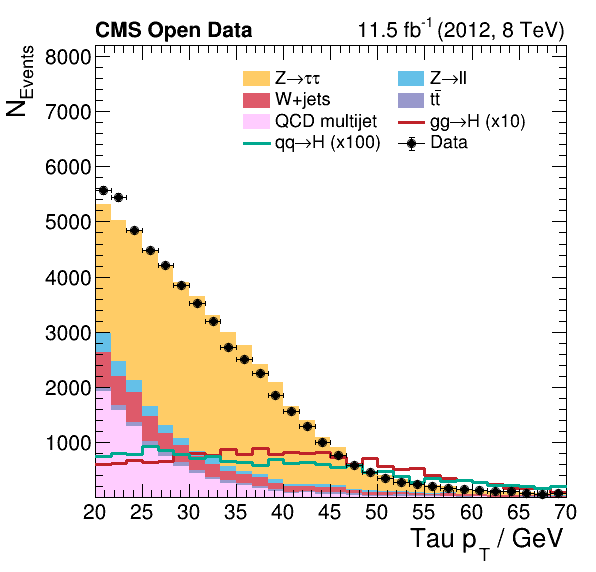 CMS Open Data 11.5 fb⁻¹ (2012, 8 TeV)
N_Events
8000
7000
6000
5000
4000
3000
2000
1000
Z→ττ Z→ll
W+jets tt̄
QCD multijet gg→H (x10)
qq→H (x100) Data
20 25 30 35 40 45 50 55 60 65 70
Tau p_T / GeV